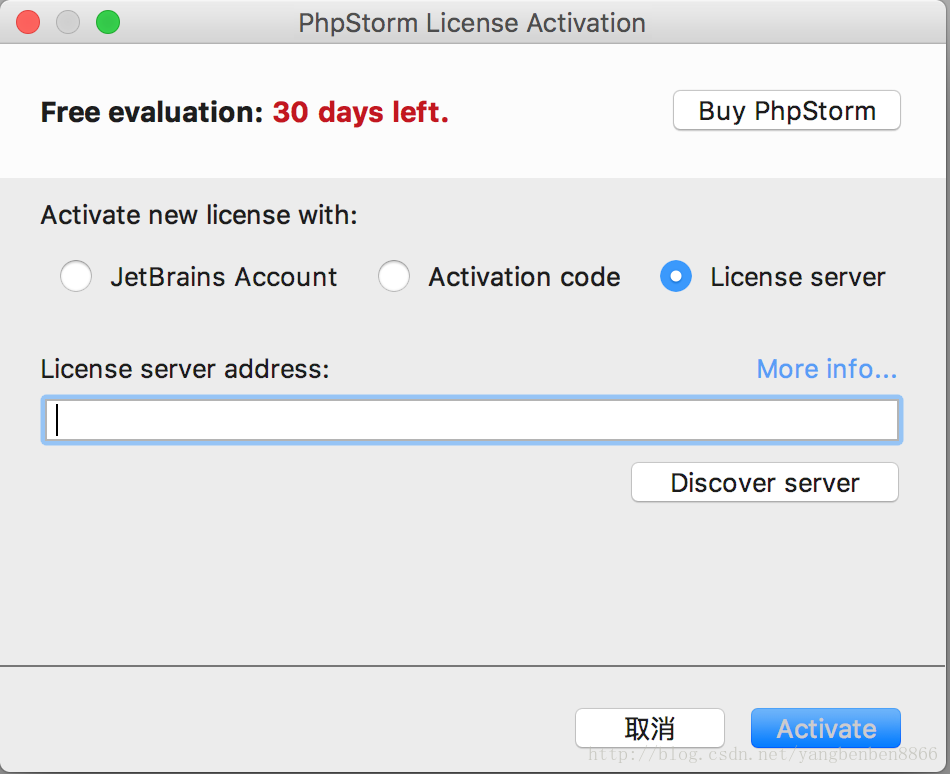 PhpStorm License Activation
Free evaluation: 30 days left.
Buy PhpStorm
Activate new license with:
JetBrains Account Activation code License server
License server address:
More info...
Discover server
取消
Activate
http://blog.csdn.net/yangbenben8866